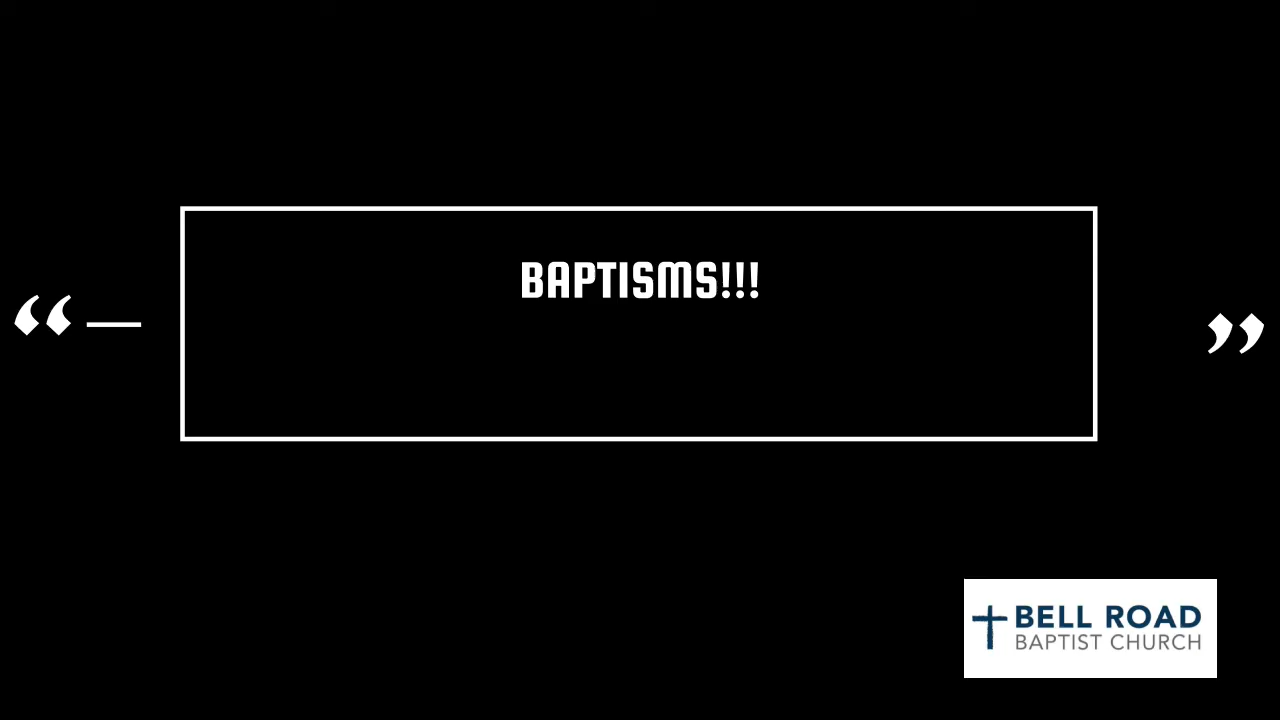 BAPTISMS!!!
“—
”
BELL ROAD
BAPTIST CHURCH